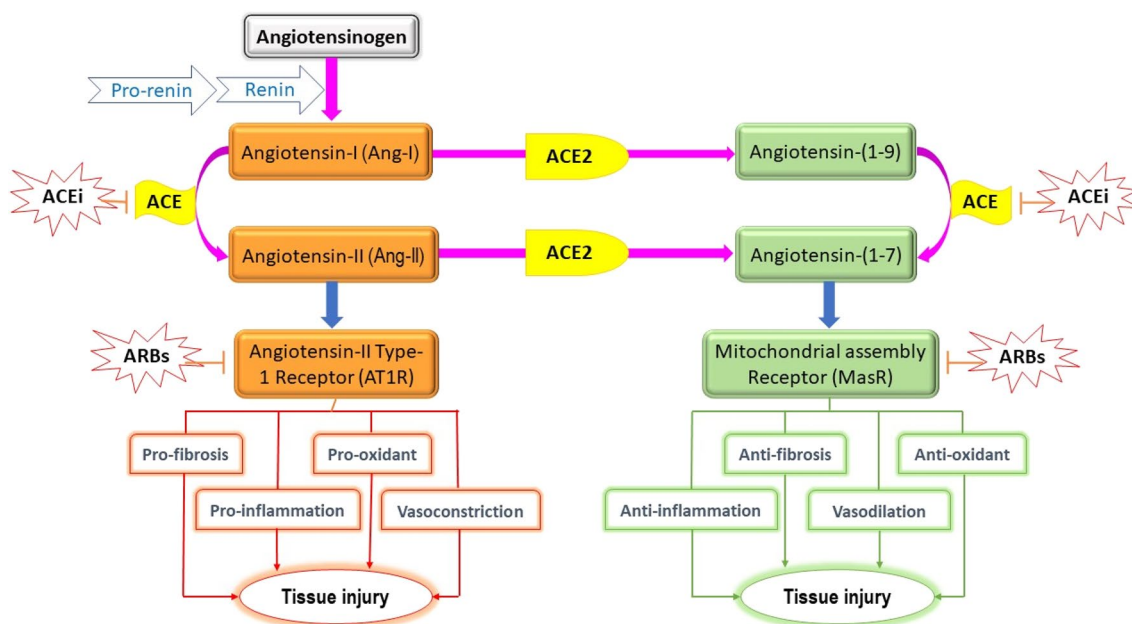 Angiotensinogen
Pro-renin
Renin
Angiotensin-I (Ang-I)
ACE2
Angiotensin-(1-9)
ACEi
ACE
ACE
ACEi
Angiotensin-II (Ang-II)
ACE2
Angiotensin-(1-7)
ARBs
Angiotensin-II Type-
1 Receptor (AT1R)
Mitochondrial assembly
Receptor (MasR)
ARBs
Pro-fibrosis
Pro-oxidant
Anti-fibrosis
Anti-oxidant
Pro-inflammation
Vasoconstriction
Anti-inflammation
Vasodilation
Tissue injury
Tissue injury